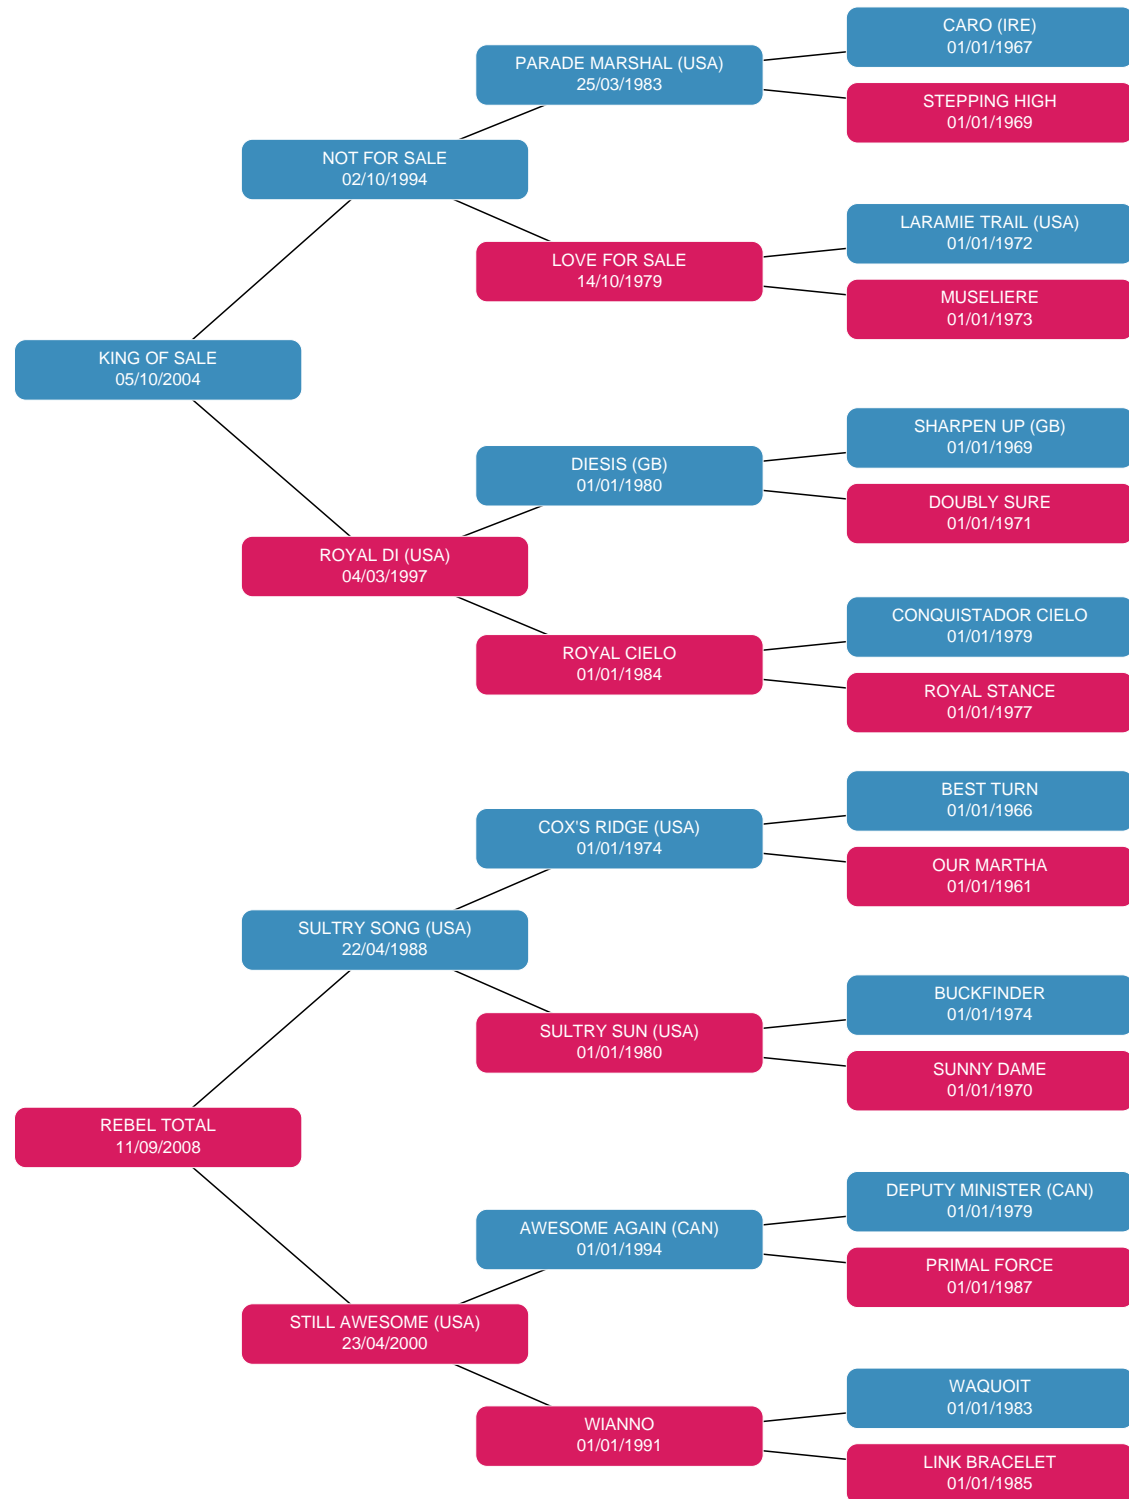 CARO (IRE)
01/01/1967
PARADE MARSHAL (USA)
25/03/1983
STEPPING HIGH
01/01/1969
NOT FOR SALE
02/10/1994
LARAMIE TRAIL (USA)
01/01/1972
LOVE FOR SALE
14/10/1979
MUSELIERE
01/01/1973
KING OF SALE
05/10/2004
SHARPEN UP (GB)
01/01/1969
DIESIS (GB)
01/01/1980
DOUBLY SURE
01/01/1971
ROYAL DI (USA)
04/03/1997
CONQUISTADOR CIELO
01/01/1979
ROYAL CIELO
01/01/1984
ROYAL STANCE
01/01/1977
BEST TURN
01/01/1966
COX'S RIDGE (USA)
01/01/1974
OUR MARTHA
01/01/1961
SULTRY SONG (USA)
22/04/1988
BUCKFINDER
01/01/1974
SULTRY SUN (USA)
01/01/1980
SUNNY DAME
01/01/1970
REBEL TOTAL
11/09/2008
DEPUTY MINISTER (CAN)
01/01/1979
AWESOME AGAIN (CAN)
01/01/1994
PRIMAL FORCE
01/01/1987
STILL AWESOME (USA)
23/04/2000
WAQUOIT
01/01/1983
WIANNO
01/01/1991
LINK BRACELET
01/01/1985